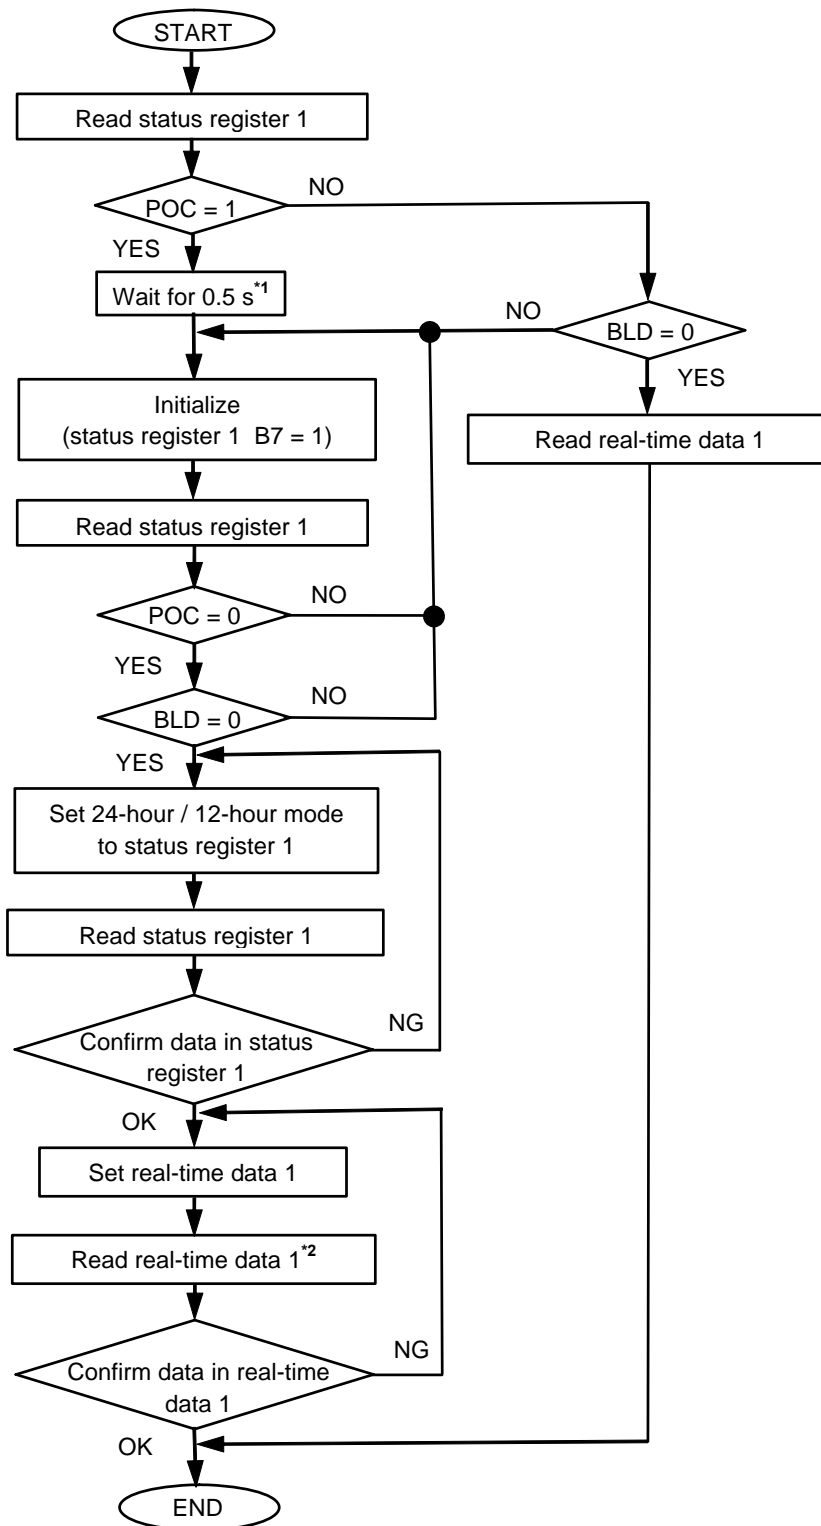 START
Read status register 1
POC = 1
NO
YES
Wait for 0.5 s*1
NO
BLD = 0
YES
Initialize
(status register 1  B7 = 1)
Read real-time data 1
Read status register 1
POC = 0
NO
YES
BLD = 0
NO
YES
Set 24-hour / 12-hour mode
to status register 1
Read status register 1
NG
Confirm data in status
register 1
OK
Set real-time data 1
Read real-time data 1*2
NG
Confirm data in real-time
data 1
OK
END